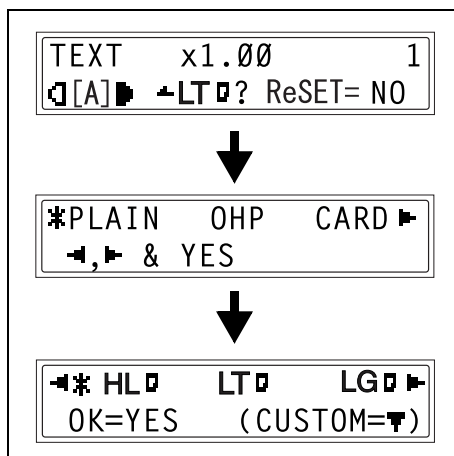 TEXT x1.00 1
[A] LT ? ReSET= NO
*PLAIN OHP CARD ►
◄,► & YES
◄* HL LT LG ►
OK=YES (CUSTOM=▼)